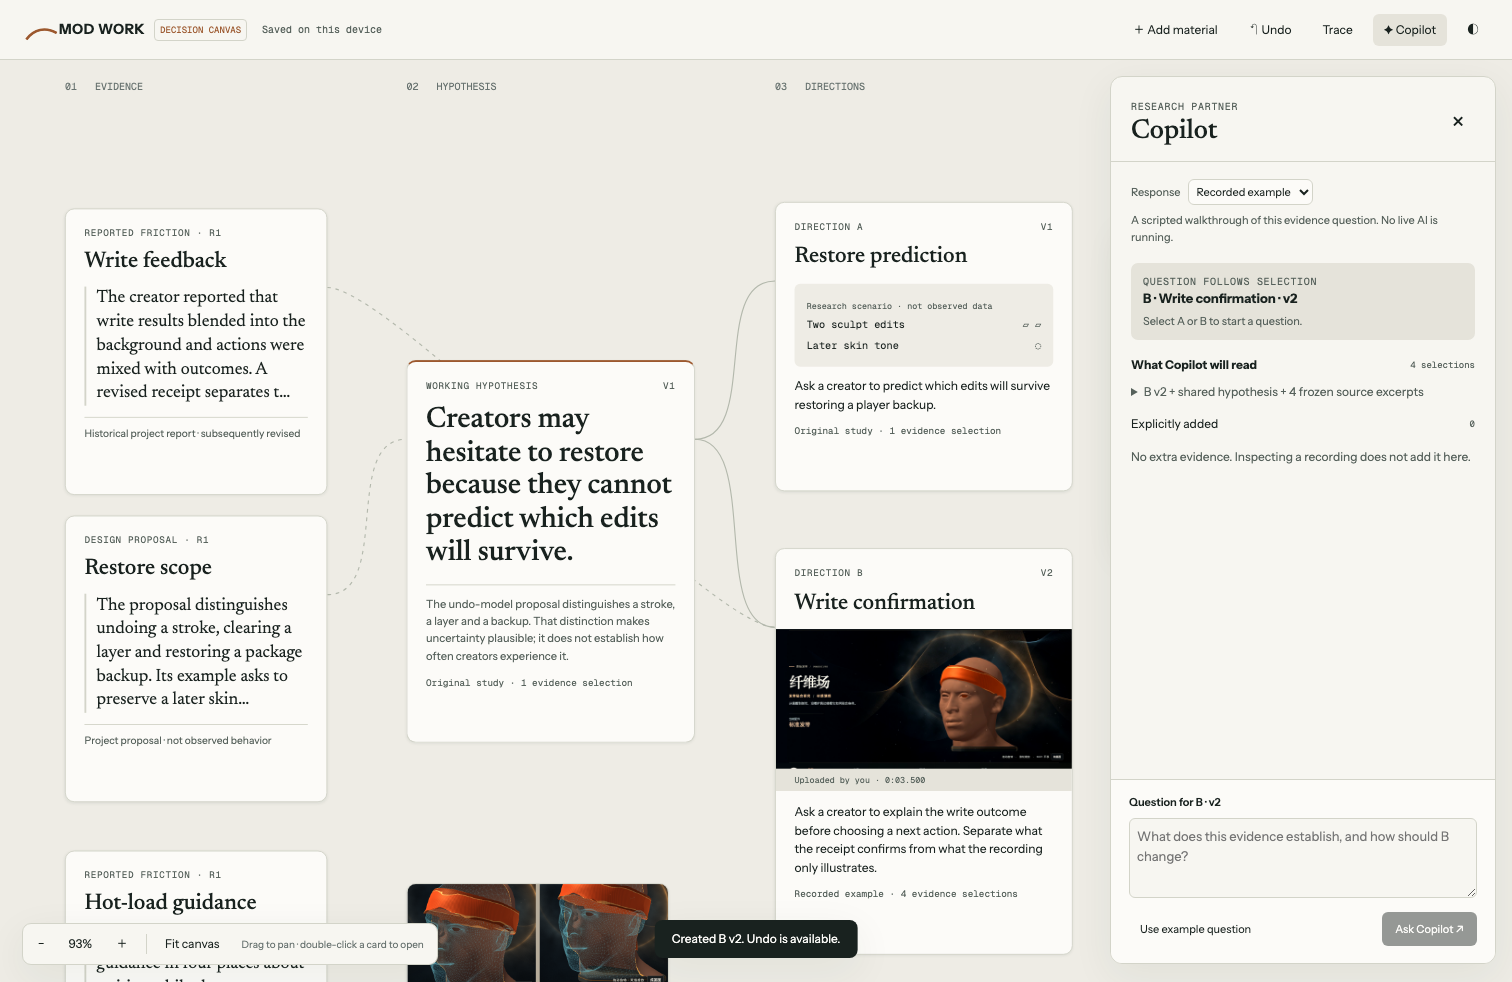 MOD WORK
DECISION CANVAS
Saved on this device
+ Add material
Undo
Trace
Copilot
01 EVIDENCE
02 HYPOTHESIS
03 DIRECTIONS
REPORTED FRICTION · R1
Write feedback
The creator reported that
write results blended into the
background and actions were
mixed with outcomes. A
revised receipt separates t...
Historical project report · subsequently revised
DESIGN PROPOSAL · R1
Restore scope
The proposal distinguishes
undoing a stroke, clearing a
layer and restoring a package
backup. Its example asks to
preserve a later skin...
Project proposal · not observed behavior
REPORTED FRICTION · R1
Hot-load guidance
guidance in four places about
WORKING HYPOTHESIS V1
Creators may
hesitate to restore
because they cannot
predict which edits
will survive.
The undo-model proposal distinguishes a stroke,
a layer and a backup. That distinction makes
uncertainty plausible; it does not establish how
often creators experience it.
Original study · 1 evidence selection
DIRECTION A V1
Restore prediction
Research scenario · not observed data
Two sculpt edits
Later skin tone
Ask a creator to predict which edits will survive
restoring a player backup.
Original study · 1 evidence selection
DIRECTION B V2
Write confirmation
纤维场
Uploaded by you · 0:03.500
Ask a creator to explain the write outcome
before choosing a next action. Separate what
the receipt confirms from what the recording
only illustrates.
Recorded example · 4 evidence selections
− 93% +
Fit canvas
Drag to pan · double-click a card to open
Created B v2. Undo is available.
RESEARCH PARTNER
Copilot
×
Response
Recorded example
A scripted walkthrough of this evidence question. No live AI is
running.
QUESTION FOLLOWS SELECTION
B · Write confirmation · v2
Select A or B to start a question.
What Copilot will read
4 selections
B v2 + shared hypothesis + 4 frozen source excerpts
Explicitly added
0
No extra evidence. Inspecting a recording does not add it here.
Question for B · v2
What does this evidence establish, and how should B
change?
Use example question
Ask Copilot ↗